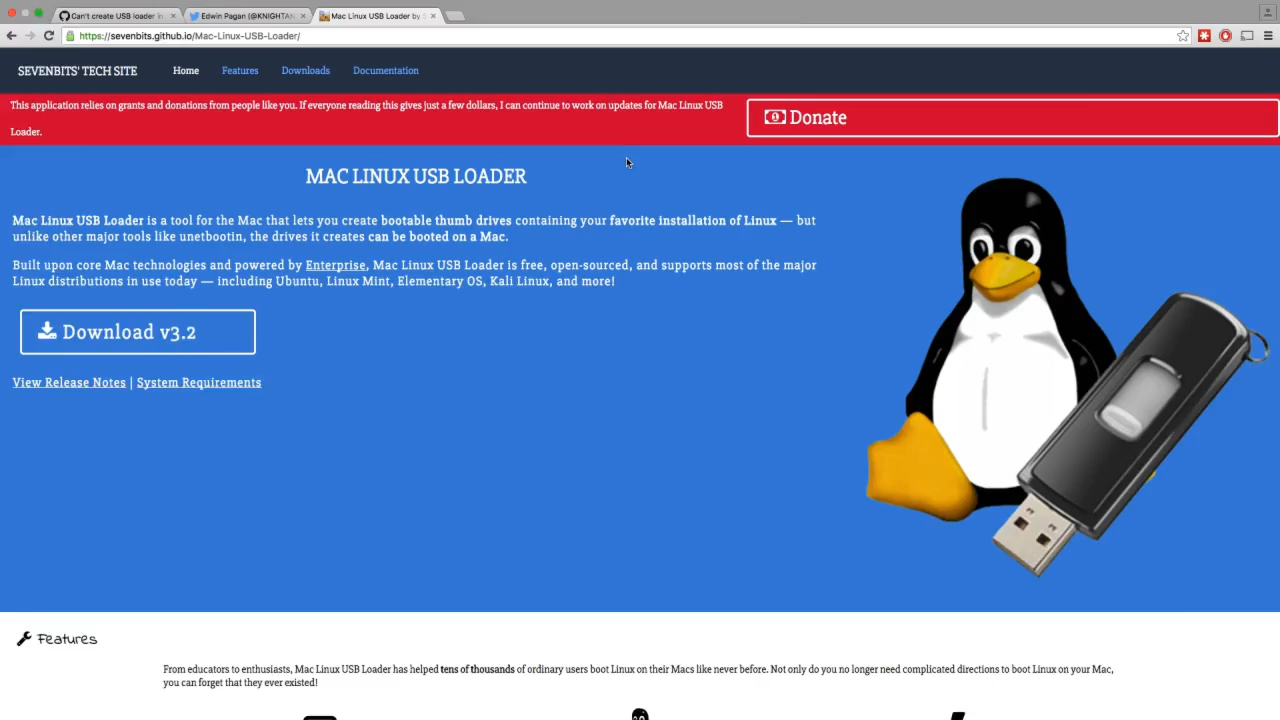 Can't create USB loader in
Edwin Pagan (@KNIGHTAN
Mac Linux USB Loader by S
https://sevenbits.github.io/Mac-Linux-USB-Loader/
SEVENBITS' TECH SITE Home Features Downloads Documentation
This application relies on grants and donations from people like you. If everyone reading this gives just a few dollars, I can continue to work on updates for Mac Linux USB
Loader.
Donate
MAC LINUX USB LOADER
Mac Linux USB Loader is a tool for the Mac that lets you create bootable thumb drives containing your favorite installation of Linux — but
unlike other major tools like unetbootin, the drives it creates can be booted on a Mac.
Built upon core Mac technologies and powered by Enterprise, Mac Linux USB Loader is free, open-sourced, and supports most of the major
Linux distributions in use today — including Ubuntu, Linux Mint, Elementary OS, Kali Linux, and more!
Download v3.2
View Release Notes | System Requirements
Features
From educators to enthusiasts, Mac Linux USB Loader has helped tens of thousands of ordinary users boot Linux on their Macs like never before. Not only do you no longer need complicated directions to boot Linux on your Mac,
you can forget that they ever existed!